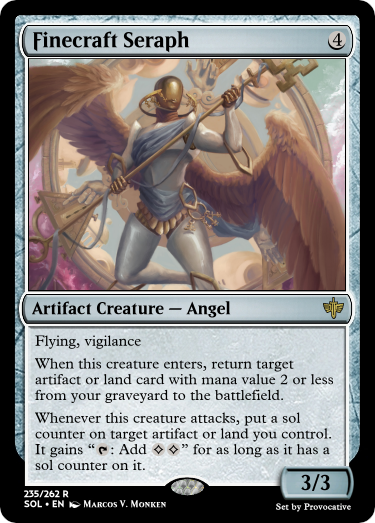 Finecraft Seraph 4
Artifact Creature — Angel
Flying, vigilance
When this creature enters, return target
artifact or land card with mana value 2 or less
from your graveyard to the battlefield.
Whenever this creature attacks, put a sol
counter on target artifact or land you control.
It gains “: Add ” for as long as it has a
sol counter on it.
3/3
235/262 R
SOL • EN Marcos V. Monken
Set by Provocative